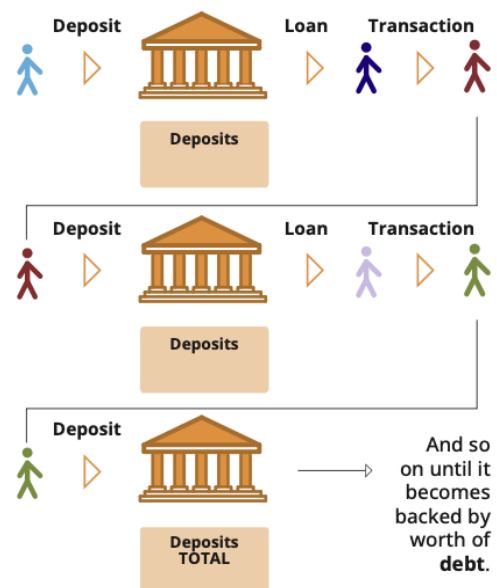 Deposit Loan Transaction
Deposits
Deposit Loan Transaction
Deposits
Deposit
And so
on until it
becomes
backed by
worth of
debt.
Deposits
TOTAL